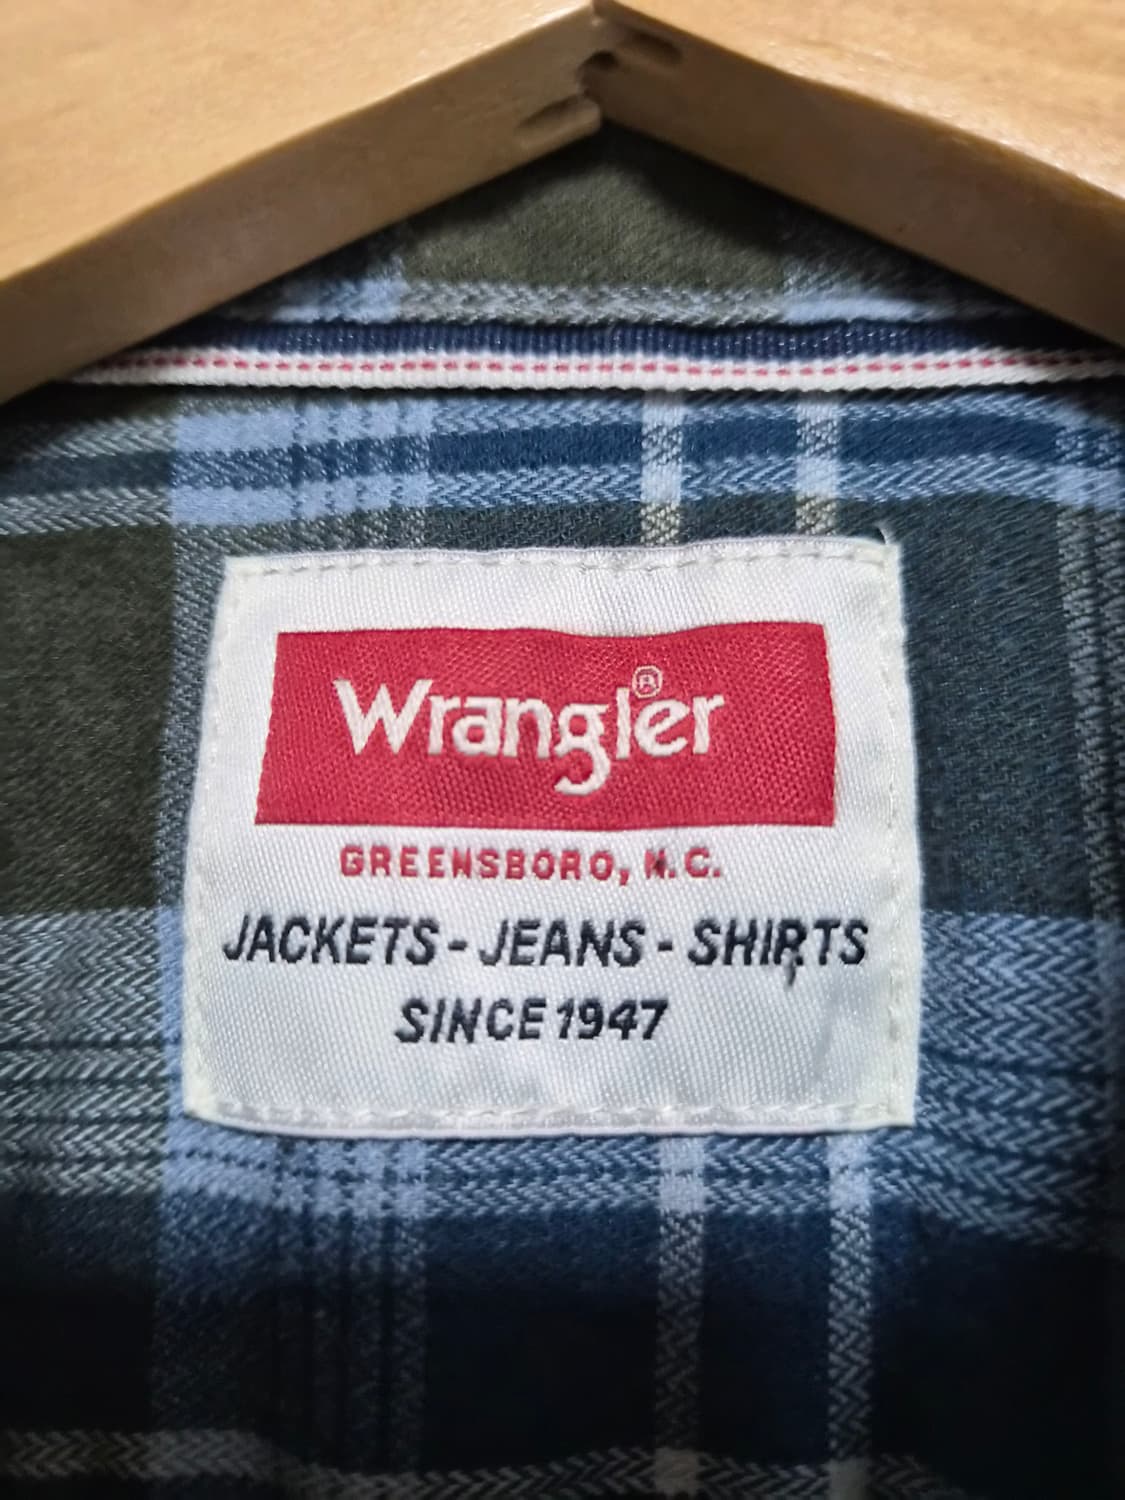 Wrangler®
GREENSBORO, N.C.
JACKETS - JEANS - SHIRTS
SINCE 1947